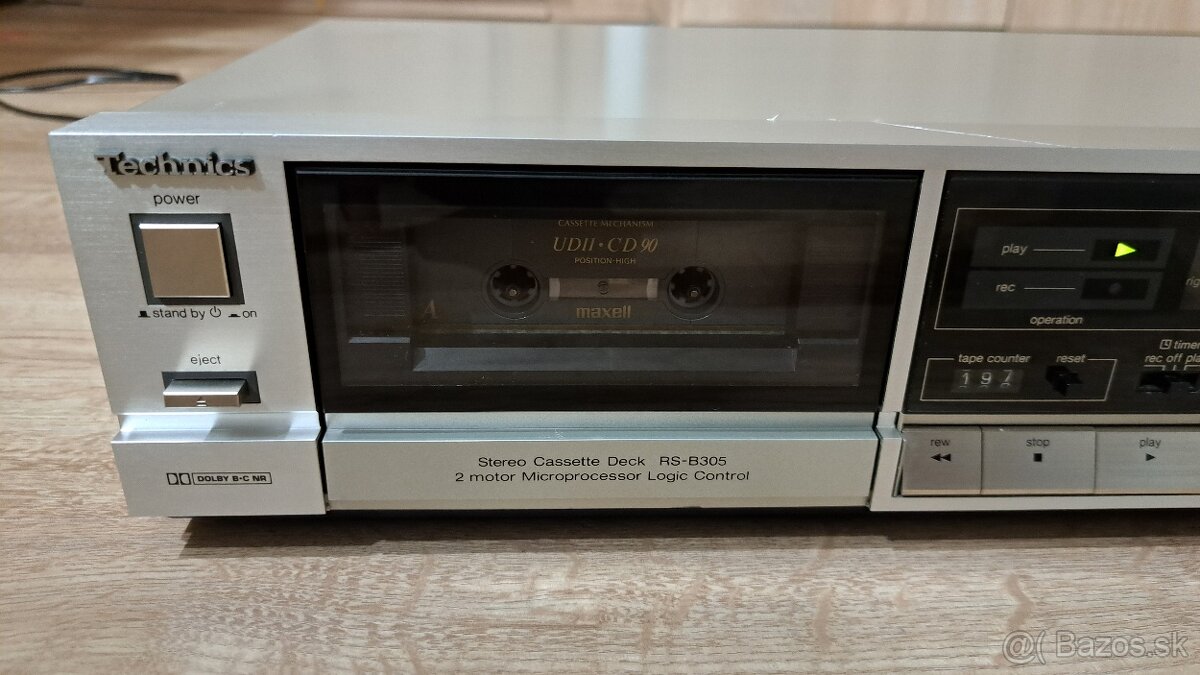 Technics
power
stand by on
eject
DOLBY B-C NR
CASSETTE MECHANISM
UDII•CD90
POSITION·HIGH
A
maxell
Stereo Cassette Deck RS-B305
2 motor Microprocessor Logic Control
play
rec
operation
tape counter reset
197
timer
rec off pla
rew stop play
@( Bazos.sk